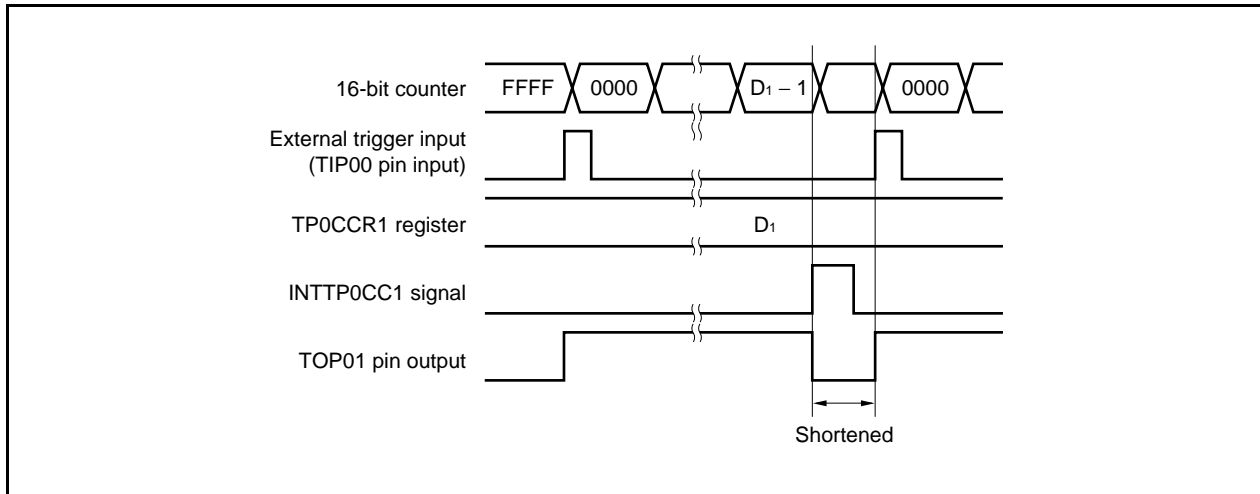 16-bit counter FFFF 0000 D₁ − 1 0000
External trigger input
(TIP00 pin input)
TP0CCR1 register D₁
INTTP0CC1 signal
TOP01 pin output
Shortened